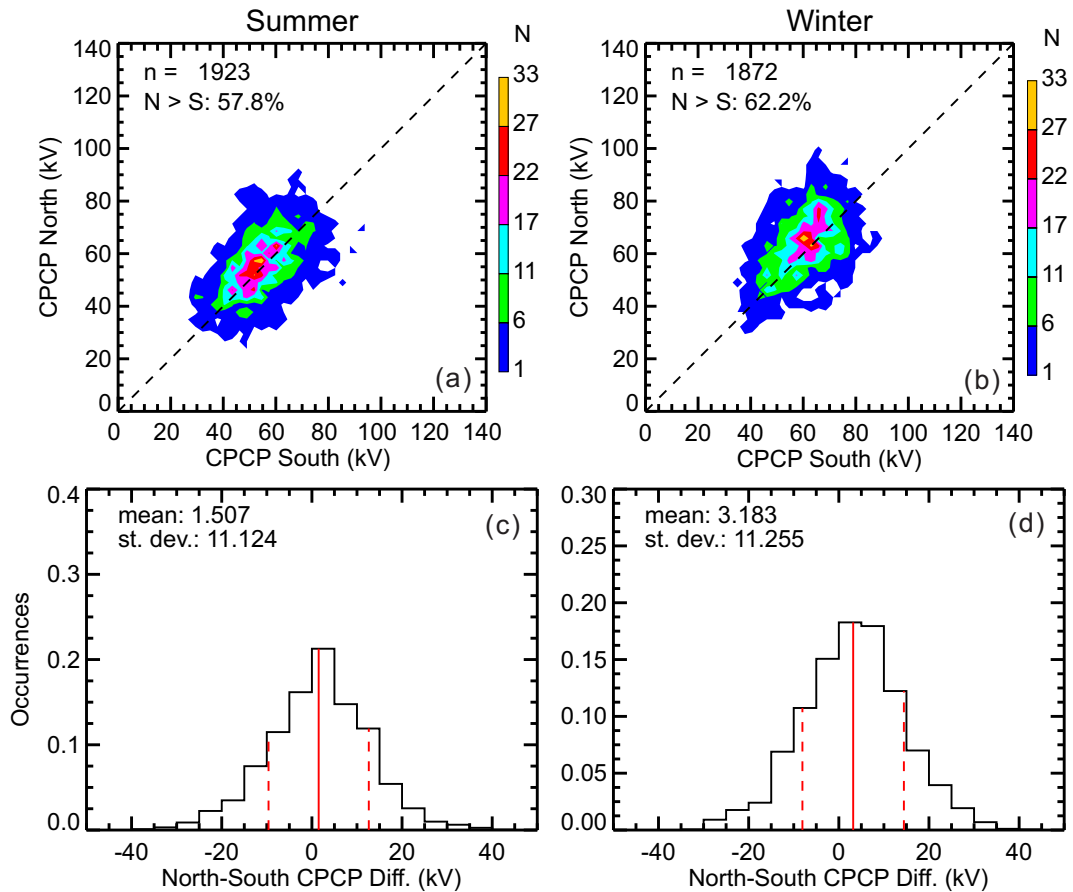 Summer
N
n = 1923
N > S: 57.8%
140
120
100
80
60
40
20
0
CPCP North (kV)
33
27
22
17
11
6
1
(a)
0 20 40 60 80 100 120 140
CPCP South (kV)
Winter
N
n = 1872
N > S: 62.2%
140
120
100
80
60
40
20
0
CPCP North (kV)
33
27
22
17
11
6
1
(b)
0 20 40 60 80 100 120 140
CPCP South (kV)
mean: 1.507
st. dev.: 11.124
(c)
0.4
0.3
0.2
0.1
0.0
Occurrences
-40 -20 0 20 40
North-South CPCP Diff. (kV)
mean: 3.183
st. dev.: 11.255
(d)
0.30
0.25
0.20
0.15
0.10
0.05
0.00
-40 -20 0 20 40
North-South CPCP Diff. (kV)